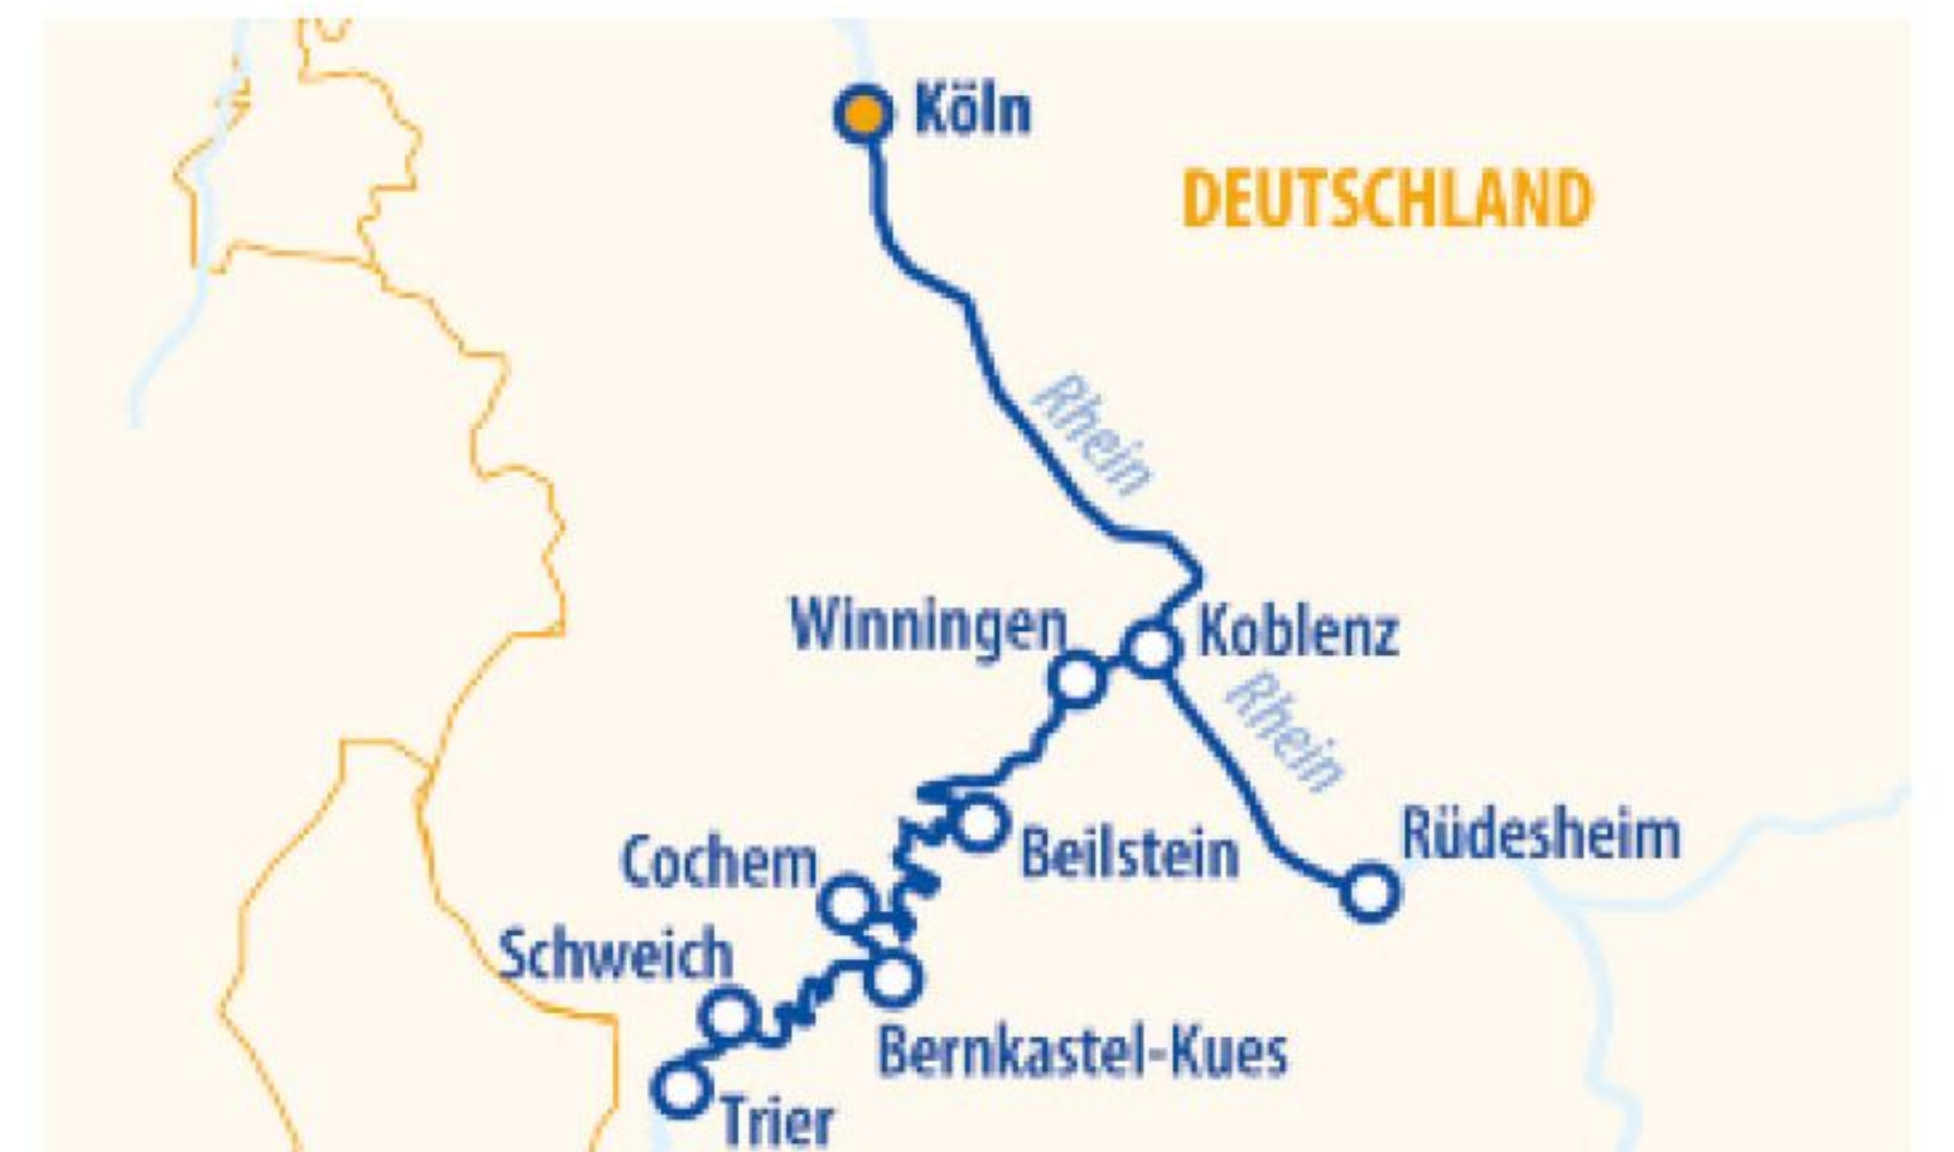 Köln
DEUTSCHLAND
Rhein
Winningen
Koblenz
Rhein
Rüdesheim
Cochem
Beilstein
Schweich
Bernkastel-Kues
Trier